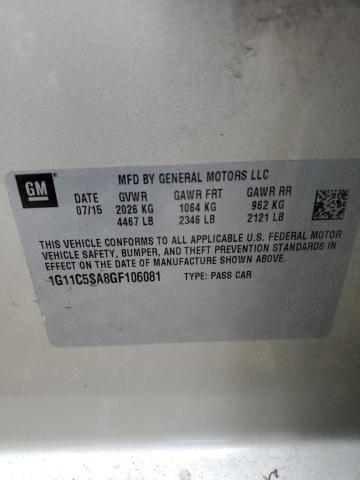 GM
MFD BY GENERAL MOTORS LLC
DATE GVWR GAWR FRT GAWR RR
07/15 2026 KG 1064 KG 962 KG
4467 LB 2346 LB 2121 LB
THIS VEHICLE CONFORMS TO ALL APPLICABLE U.S. FEDERAL MOTOR
VEHICLE SAFETY, BUMPER, AND THEFT PREVENTION STANDARDS IN
EFFECT ON THE DATE OF MANUFACTURE SHOWN ABOVE.
1G11C5SA8GF106081 TYPE: PASS CAR